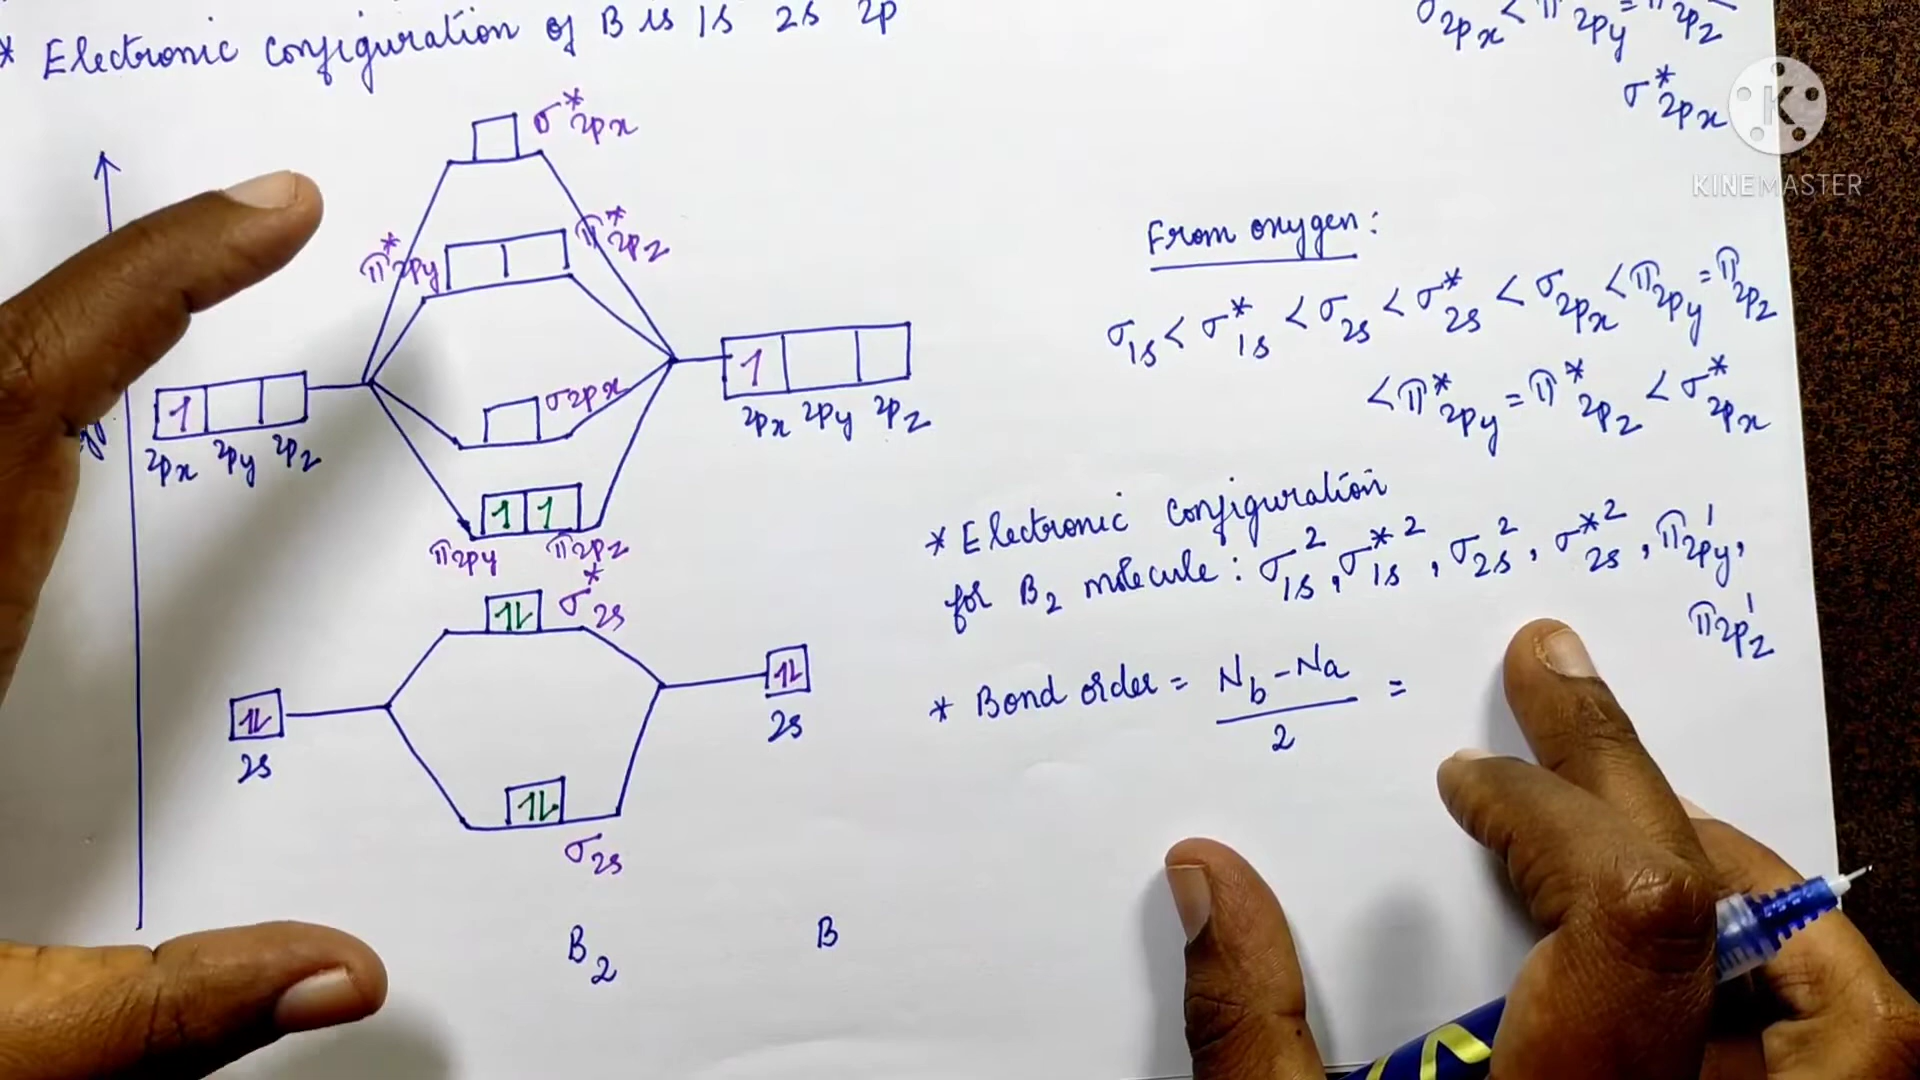 * Electronic configuration of B is 1s 2s 2p
σ2px < π2py = π2pz
σ*2px
KINEMASTER
σ*2px
π*2py π*2pz
From oxygen:
σ1s < σ*1s < σ2s < σ*2s < σ2px < π2py = π2pz
< π*2py = π*2pz < σ*2px
1
2px 2py 2pz
σ2px
1
2px 2py 2pz
1 1
π2py π2pz
* Electronic configuration
for B2 molecule: σ1s², σ*1s², σ2s², σ*2s², π2py¹,
π2pz¹
1L σ*2s
* Bond order = Nb - Na / 2 =
1L
2s
1L
2s
1L
σ2s
B2 B